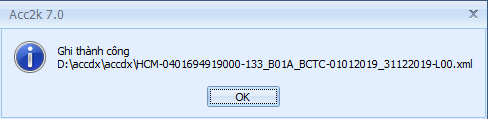 Acc2k 7.0
Ghi thành công
D:\accdx\accdx\HCM-0401694919000-133_B01A_BCTC-01012019_31122019-L00.xml
OK